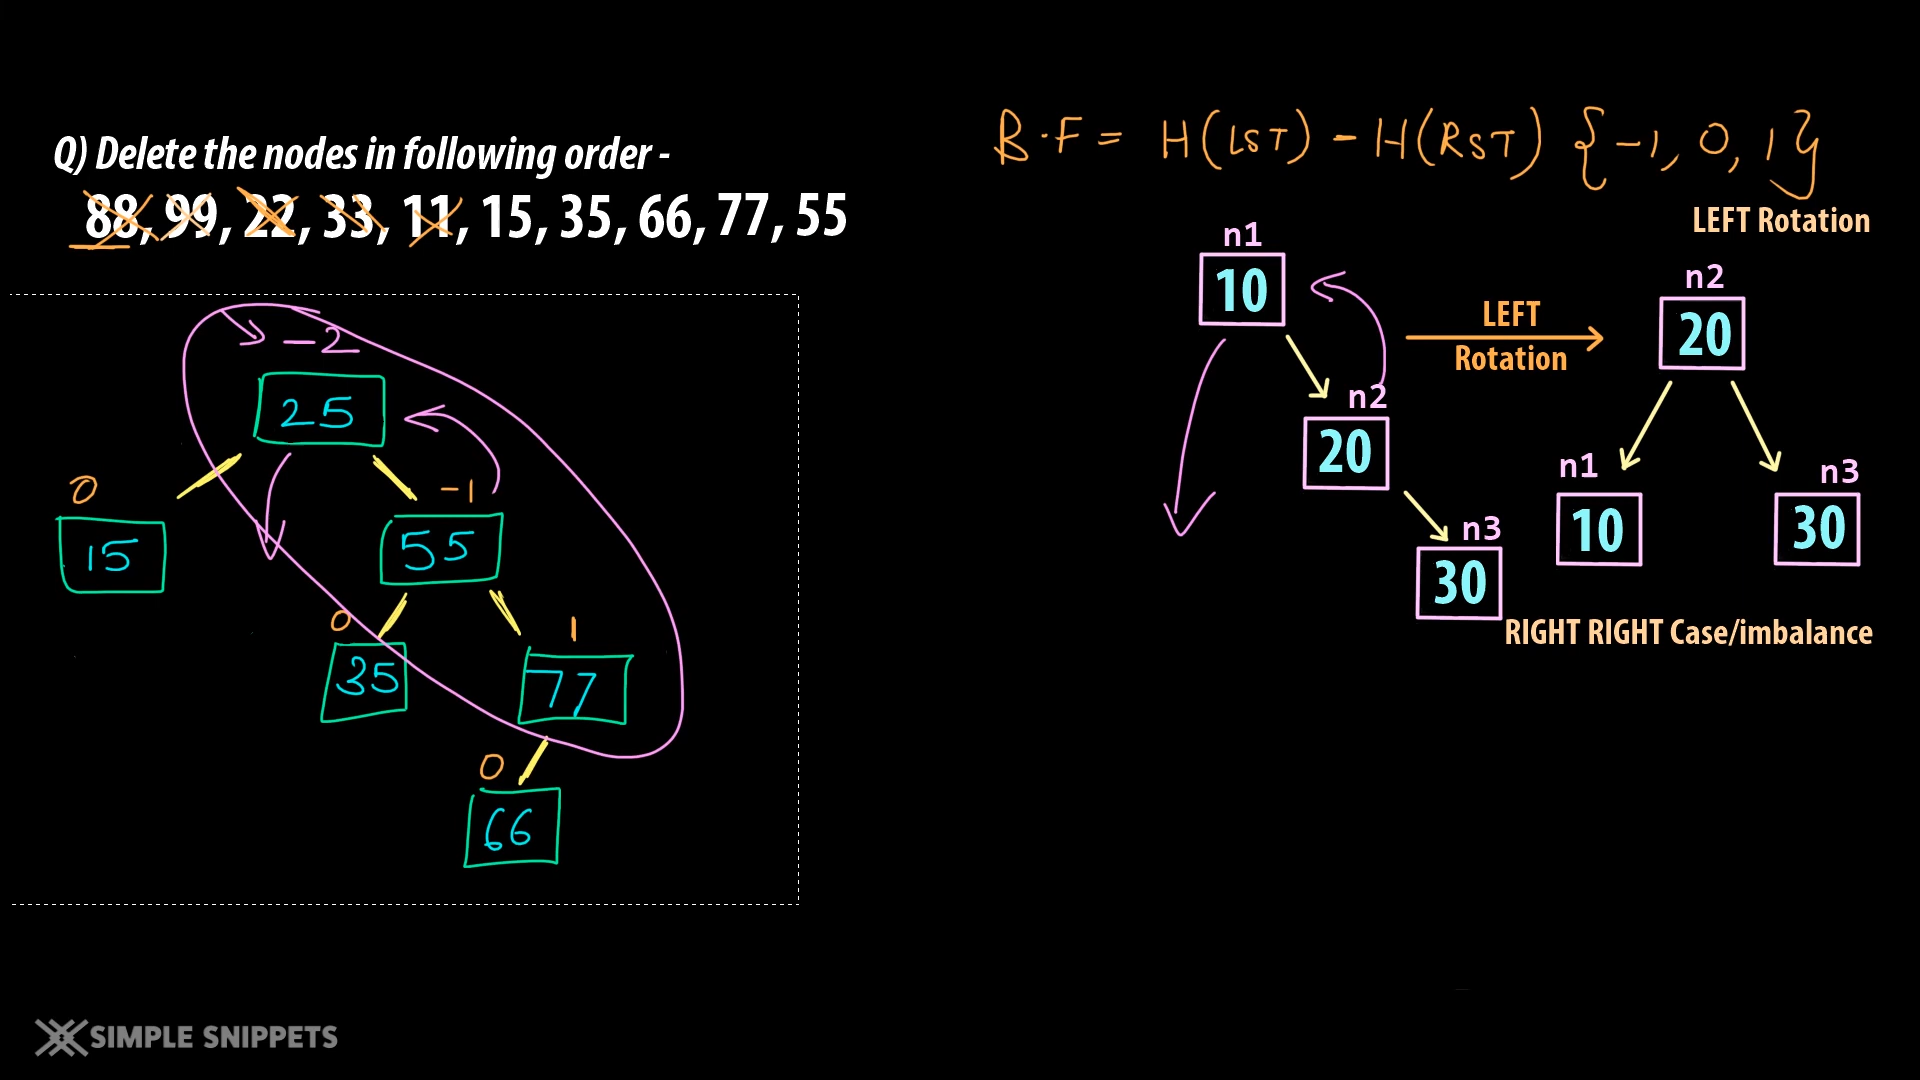 Q) Delete the nodes in following order -
88, 99, 22, 33, 11, 15, 35, 66, 77, 55
-2
25
0
-1
15
55
0
1
35
77
0
66
B.F = H(LST) - H(RST) {-1, 0, 1}
LEFT Rotation
n1
10
LEFT
Rotation
n2
20
n3
30
n2
20
n1
10
n3
30
RIGHT RIGHT Case/imbalance
SIMPLE SNIPPETS